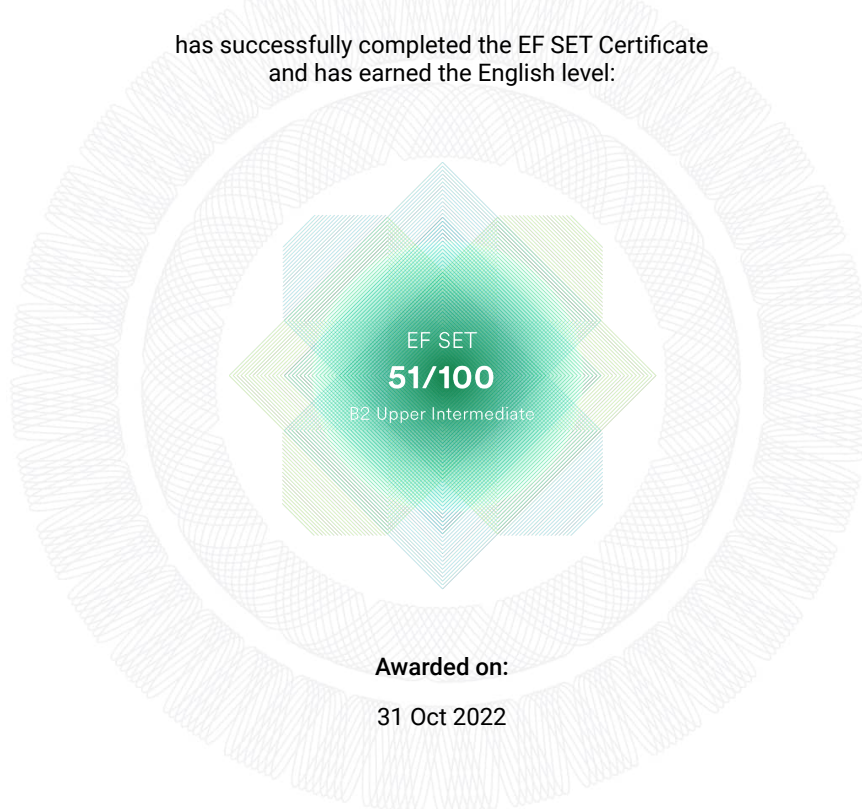 has successfully completed the EF SET Certificate
and has earned the English level:
EF SET
51/100
B2 Upper Intermediate
Awarded on:
31 Oct 2022